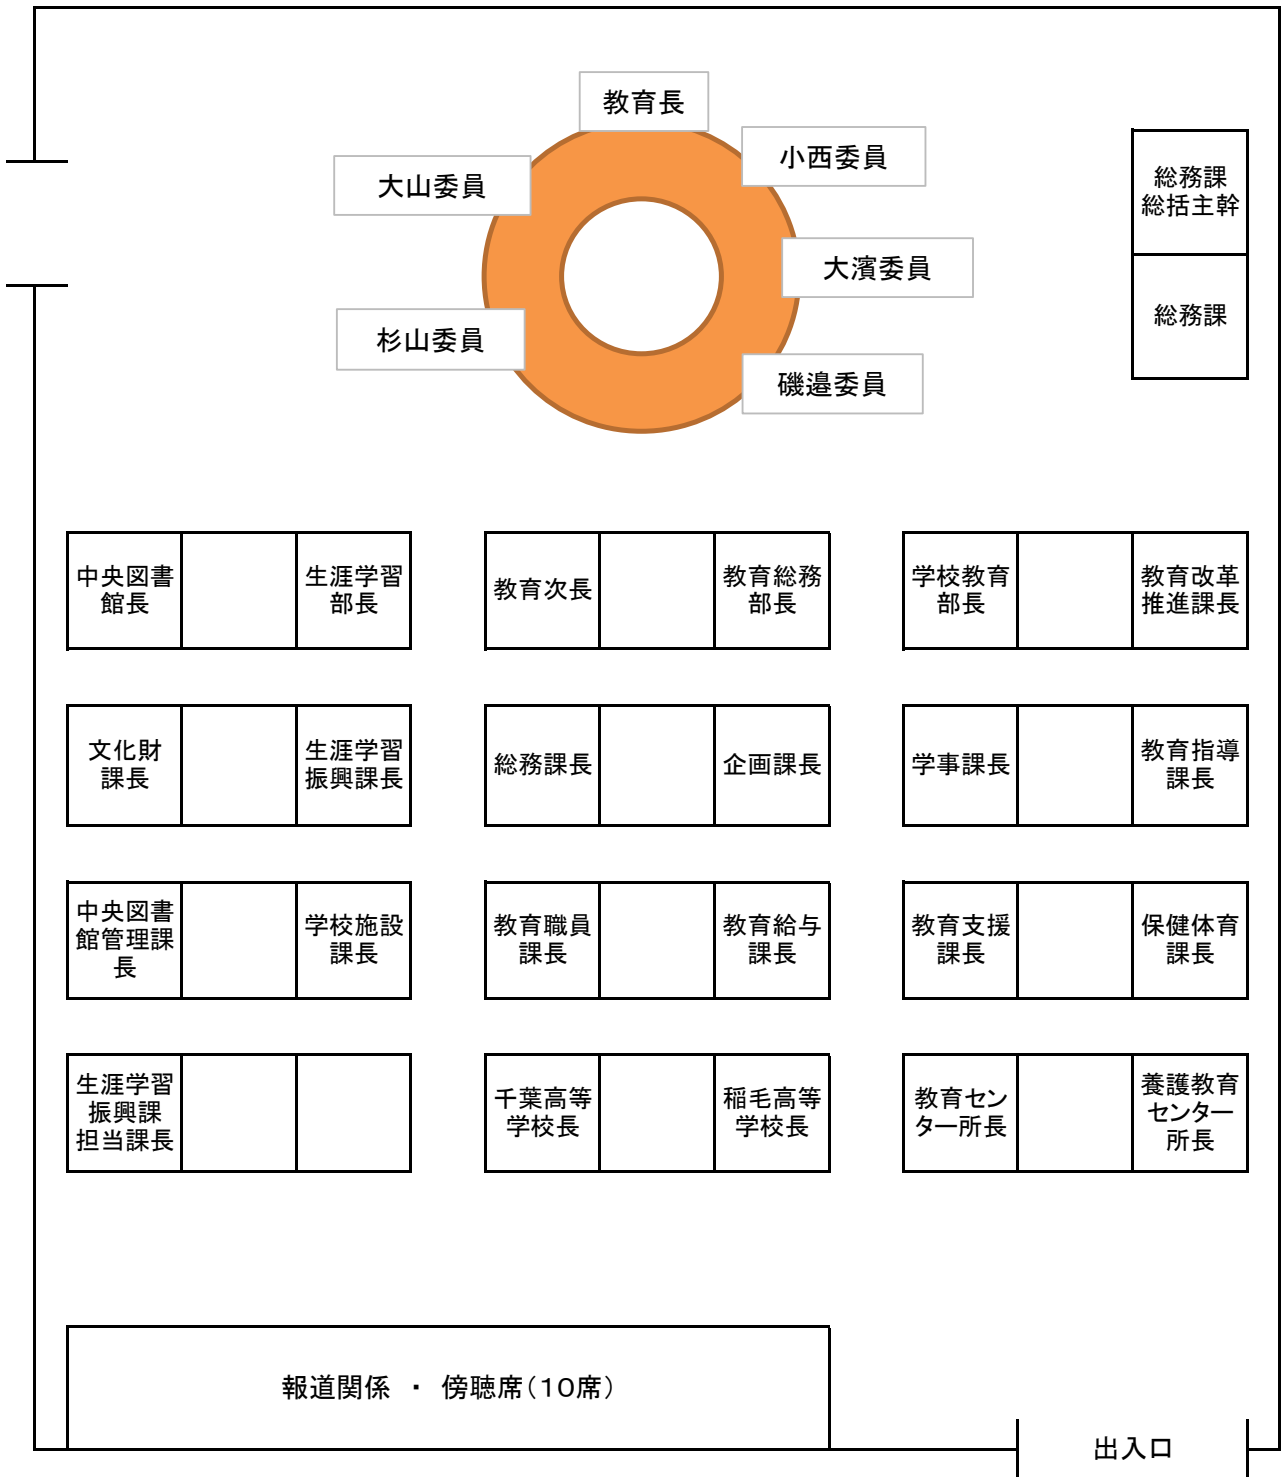 教育長
小西委員
大山委員
総務課
総括主幹
大濱委員
総務課
杉山委員
磯邉委員
中央図書
館長
生涯学習
部長
教育次長
教育総務
部長
学校教育
部長
教育改革
推進課長
文化財
課長
生涯学習
振興課長
総務課長
企画課長
学事課長
教育指導
課長
中央図書
館管理課
長
学校施設
課長
教育職員
課長
教育給与
課長
教育支援
課長
保健体育
課長
生涯学習
振興課
担当課長
千葉高等
学校長
稲毛高等
学校長
教育セン
ター所長
養護教育
センター
所長
報道関係 ・ 傍聴席（１０席）
出入口